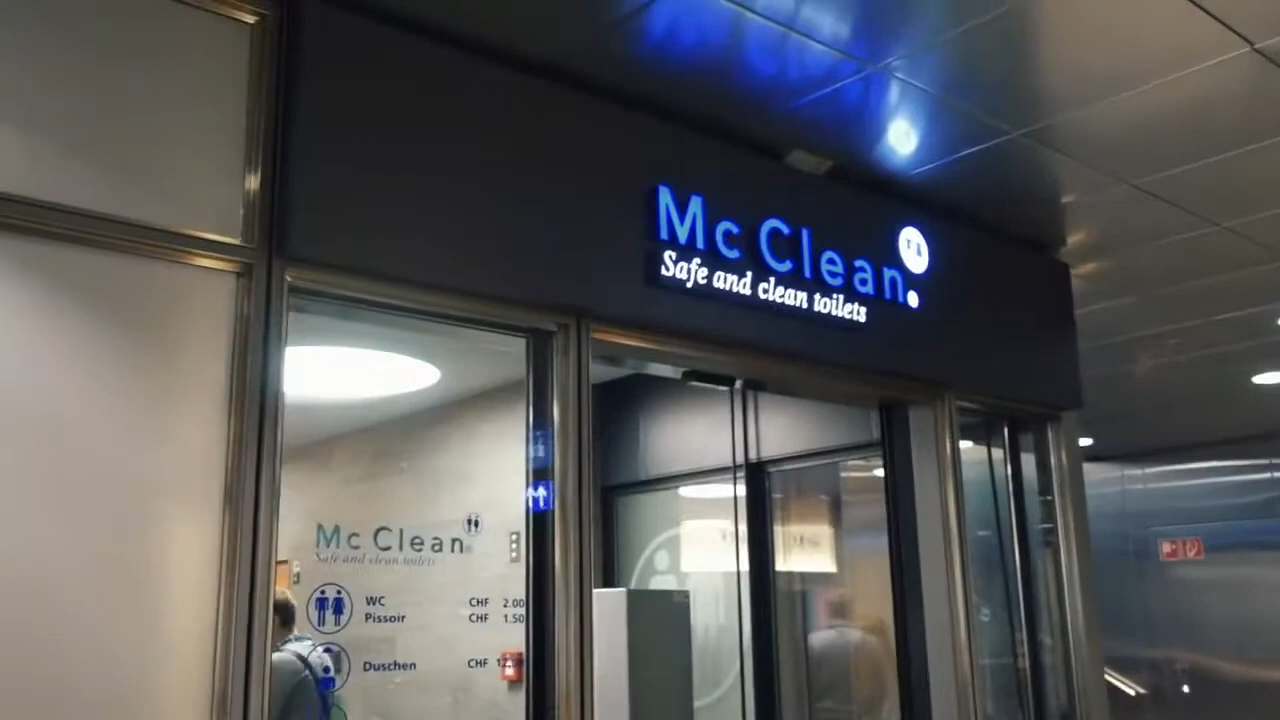 Mc Clean
Safe and clean toilets
Mc Clean
Safe and clean toilets
WC CHF 2.00
Pissoir CHF 1.50
Duschen CHF